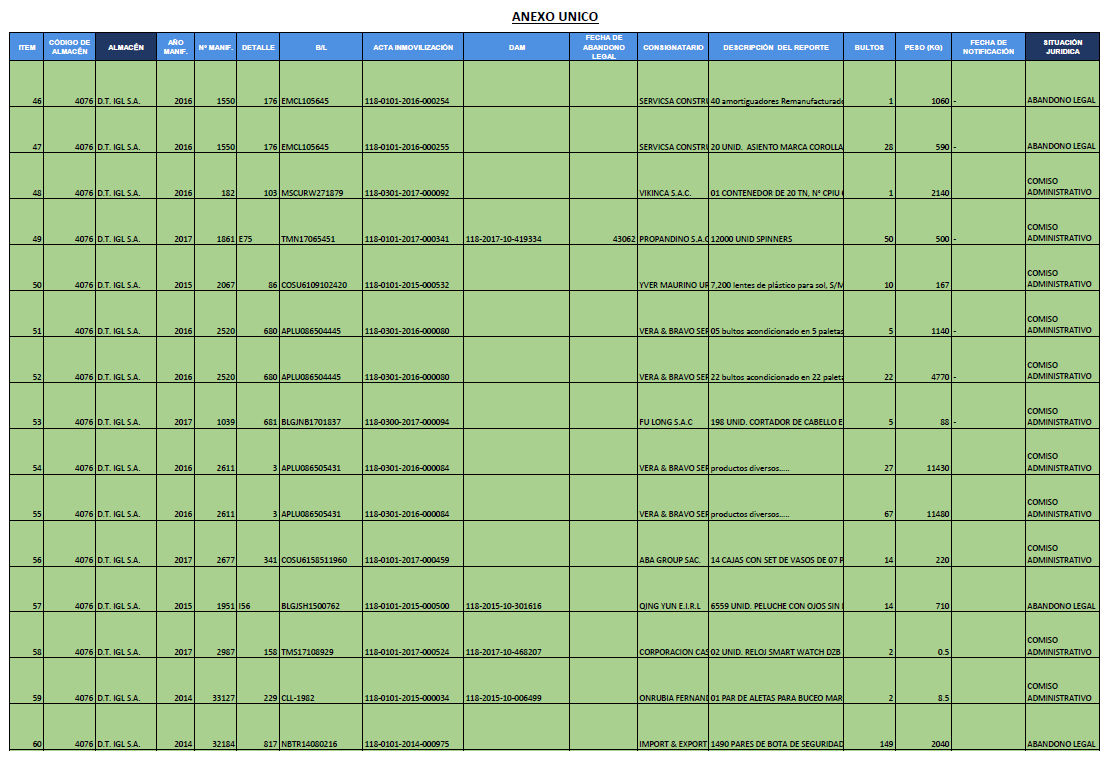 ANEXO UNICO
ITEM CÓDIGO DE ALMACÉN ALMACÉN AÑO MANIF. Nº MANIF. DETALLE B/L ACTA INMOVILIZACIÓN DAM FECHA DE ABANDONO LEGAL CONSIGNATARIO DESCRIPCIÓN DEL REPORTE BULTOS PESO (KG) FECHA DE NOTIFICACIÓN SITUACIÓN JURIDICA
46 4076 D.T. IGL S.A. 2016 1550 176 EMCL105645 118-0101-2016-000254 SERVICSA CONSTRU 40 amortiguadores Remanufacturado 1 1060 - ABANDONO LEGAL
47 4076 D.T. IGL S.A. 2016 1550 176 EMCL105645 118-0101-2016-000255 SERVICSA CONSTRU 20 UNID. ASIENTO MARCA COROLLA 28 590 - ABANDONO LEGAL
48 4076 D.T. IGL S.A. 2016 182 103 MSCURW271879 118-0301-2017-000092 VIKINCA S.A.C. 01 CONTENEDOR DE 20 TN, N° CPIU 1 2140 COMISO ADMINISTRATIVO
49 4076 D.T. IGL S.A. 2017 1861 E75 TMN17065451 118-0101-2017-000341 118-2017-10-419334 43062 PROPANDINO S.A.C 12000 UNID SPINNERS 50 500 - COMISO ADMINISTRATIVO
50 4076 D.T. IGL S.A. 2015 2067 86 COSU6109102420 118-0101-2015-000532 YVER MAURINO UR 7,200 lentes de plástico para sol, S/M 10 167 COMISO ADMINISTRATIVO
51 4076 D.T. IGL S.A. 2016 2520 680 APLU086504445 118-0301-2016-000080 VERA & BRAVO SER 05 bultos acondicionado en 5 paletas 5 1140 - COMISO ADMINISTRATIVO
52 4076 D.T. IGL S.A. 2016 2520 680 APLU086504445 118-0301-2016-000080 VERA & BRAVO SER 22 bultos acondicionado en 22 paleta 22 4770 - COMISO ADMINISTRATIVO
53 4076 D.T. IGL S.A. 2017 1039 681 BLGJNB1701837 118-0300-2017-000094 FU LONG S.A.C 198 UNID. CORTADOR DE CABELLO E 5 88 - COMISO ADMINISTRATIVO
54 4076 D.T. IGL S.A. 2016 2611 3 APLU086505431 118-0301-2016-000084 VERA & BRAVO SER productos diversos..... 27 11430 COMISO ADMINISTRATIVO
55 4076 D.T. IGL S.A. 2016 2611 3 APLU086505431 118-0301-2016-000084 VERA & BRAVO SER productos diversos..... 67 11480 COMISO ADMINISTRATIVO
56 4076 D.T. IGL S.A. 2017 2677 341 COSU6158511960 118-0101-2017-000459 ABA GROUP SAC. 14 CAJAS CON SET DE VASOS DE 07 P 14 220 COMISO ADMINISTRATIVO
57 4076 D.T. IGL S.A. 2015 1951 I56 BLGJSH1500762 118-0101-2015-000500 118-2015-10-301616 QING YUN E.I.R.L 6559 UNID. PELUCHE CON OJOS SIN 14 710 ABANDONO LEGAL
58 4076 D.T. IGL S.A. 2017 2987 158 TMS17108929 118-0101-2017-000524 118-2017-10-468207 CORPORACION CAS 02 UNID. RELOJ SMART WATCH DZB 2 0.5 COMISO ADMINISTRATIVO
59 4076 D.T. IGL S.A. 2014 33127 229 CLL-1982 118-0101-2015-000034 118-2015-10-006499 ONRUBIA FERNAND 01 PAR DE ALETAS PARA BUCEO MAR 2 8.5 COMISO ADMINISTRATIVO
60 4076 D.T. IGL S.A. 2014 32184 817 NBTR14080216 118-0101-2014-000975 IMPORT & EXPORT 1490 PARES DE BOTA DE SEGURIDAD 149 2040 ABANDONO LEGAL